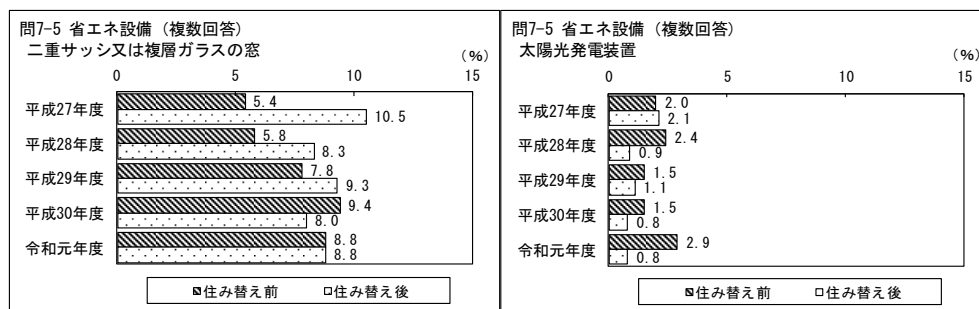 問7-5 省エネ設備（複数回答）
二重サッシ又は複層ガラスの窓
（％）
0 5 10 15
平成27年度 5.4
10.5
平成28年度 5.8
8.3
平成29年度 7.8
9.3
平成30年度 9.4
8.0
令和元年度 8.8
8.8
住み替え前 住み替え後
問7-5 省エネ設備（複数回答）
太陽光発電装置
（％）
0 5 10 15
平成27年度 2.0
2.1
平成28年度 2.4
0.9
平成29年度 1.5
1.1
平成30年度 1.5
0.8
令和元年度 2.9
0.8
住み替え前 住み替え後